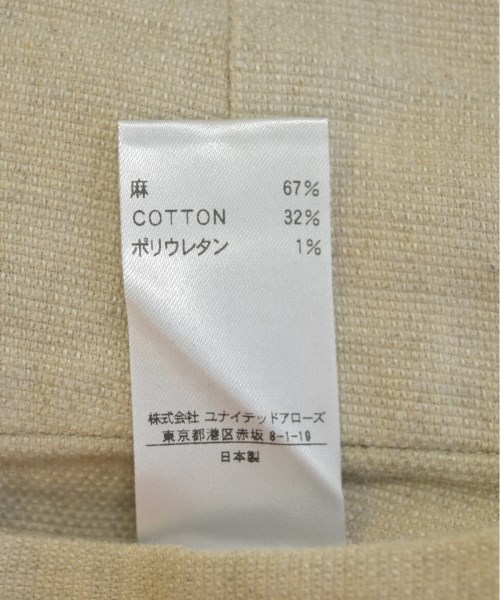 麻 67%
COTTON 32%
ポリウレタン 1%
株式会社 ユナイテッドアローズ
東京都港区赤坂 8-1-19
日本製